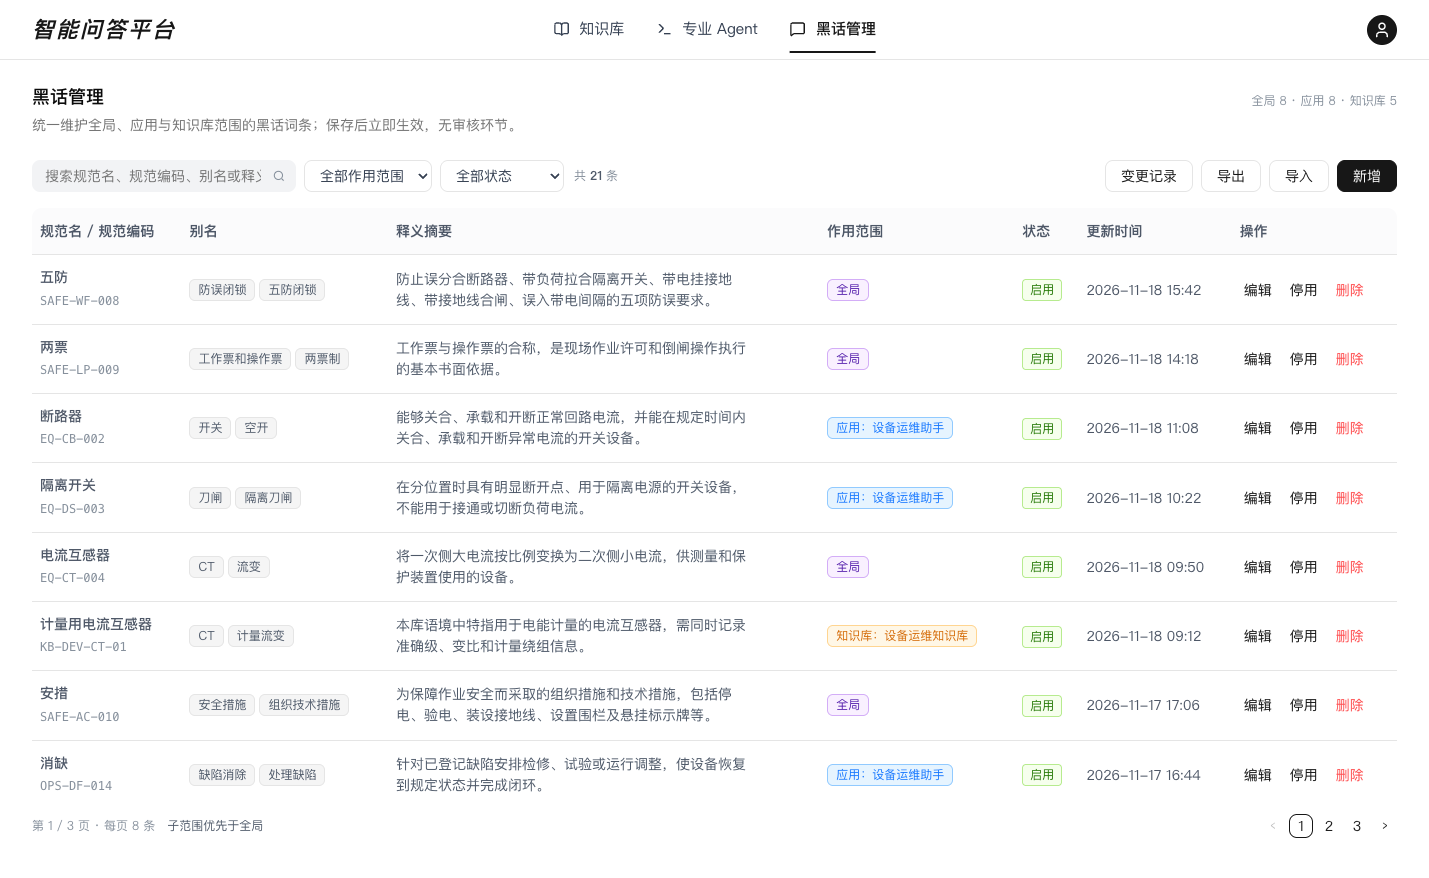 智能问答平台
知识库
专业 Agent
黑话管理
黑话管理
全局 8 · 应用 8 · 知识库 5
统一维护全局、应用与知识库范围的黑话词条；保存后立即生效，无审核环节。
搜索规范名、规范编码、别名或释义
全部作用范围
全部状态
共 21 条
变更记录
导出
导入
新增
规范名 / 规范编码 别名 释义摘要 作用范围 状态 更新时间 操作
五防
SAFE-WF-008
防误闭锁 五防闭锁
防止误分合断路器、带负荷拉合隔离开关、带电挂接地
线、带接地线合闸、误入带电间隔的五项防误要求。
全局 启用 2026-11-18 15:42 编辑 停用 删除
两票
SAFE-LP-009
工作票和操作票 两票制
工作票与操作票的合称，是现场作业许可和倒闸操作执行
的基本书面依据。
全局 启用 2026-11-18 14:18 编辑 停用 删除
断路器
EQ-CB-002
开关 空开
能够关合、承载和开断正常回路电流，并能在规定时间内
关合、承载和开断异常电流的开关设备。
应用：设备运维助手 启用 2026-11-18 11:08 编辑 停用 删除
隔离开关
EQ-DS-003
刀闸 隔离刀闸
在分位置时具有明显断开点、用于隔离电源的开关设备，
不能用于接通或切断负荷电流。
应用：设备运维助手 启用 2026-11-18 10:22 编辑 停用 删除
电流互感器
EQ-CT-004
CT 流变
将一次侧大电流按比例变换为二次侧小电流，供测量和保
护装置使用的设备。
全局 启用 2026-11-18 09:50 编辑 停用 删除
计量用电流互感器
KB-DEV-CT-01
CT 计量流变
本库语境中特指用于电能计量的电流互感器，需同时记录
准确级、变比和计量绕组信息。
知识库：设备运维知识库 启用 2026-11-18 09:12 编辑 停用 删除
安措
SAFE-AC-010
安全措施 组织技术措施
为保障作业安全而采取的组织措施和技术措施，包括停
电、验电、装设接地线、设置围栏及悬挂标示牌等。
全局 启用 2026-11-17 17:06 编辑 停用 删除
消缺
OPS-DF-014
缺陷消除 处理缺陷
针对已登记缺陷安排检修、试验或运行调整，使设备恢复
到规定状态并完成闭环。
应用：设备运维助手 启用 2026-11-17 16:44 编辑 停用 删除
第 1 / 3 页 · 每页 8 条 子范围优先于全局
‹ 1 2 3 ›